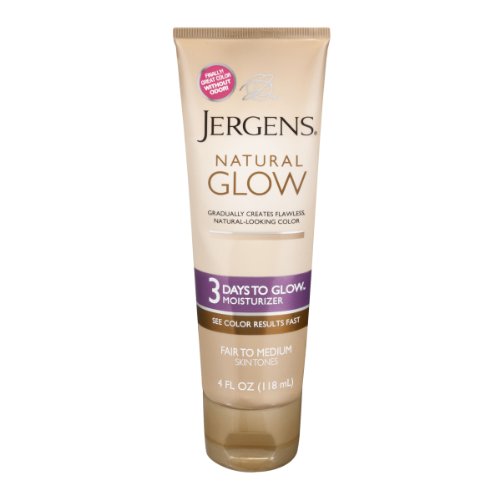 FINALLY!
GREAT COLOR
WITHOUT
ODOR!
JERGENS®
NATURAL
GLOW
GRADUALLY CREATES FLAWLESS,
NATURAL-LOOKING COLOR
3 DAYS TO GLOW™
MOISTURIZER
SEE COLOR RESULTS FAST
FAIR TO MEDIUM
SKIN TONES
4 FL OZ (118 mL)